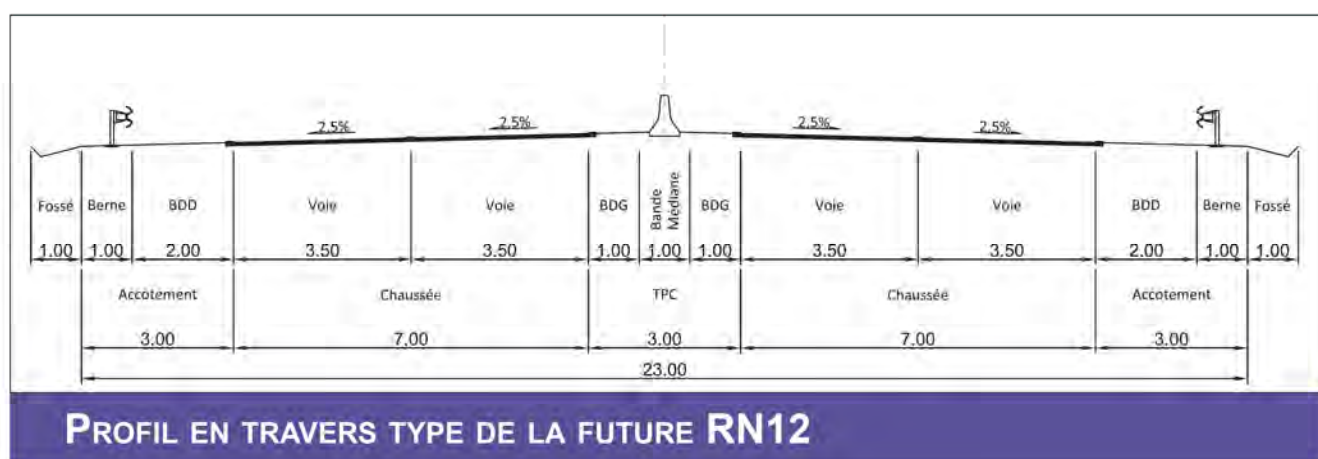 2.5% 2.5% 2.5% 2.5%
Fossé Berne BDD Voie Voie BDG Bande Médiane BDG Voie Voie BDD Berne Fossé
1.00 1.00 2.00 3.50 3.50 1.00 1.00 1.00 3.50 3.50 2.00 1.00 1.00
Accotement Chaussée TPC Chaussée Accotement
3.00 7.00 3.00 7.00 3.00
23.00
PROFIL EN TRAVERS TYPE DE LA FUTURE RN12